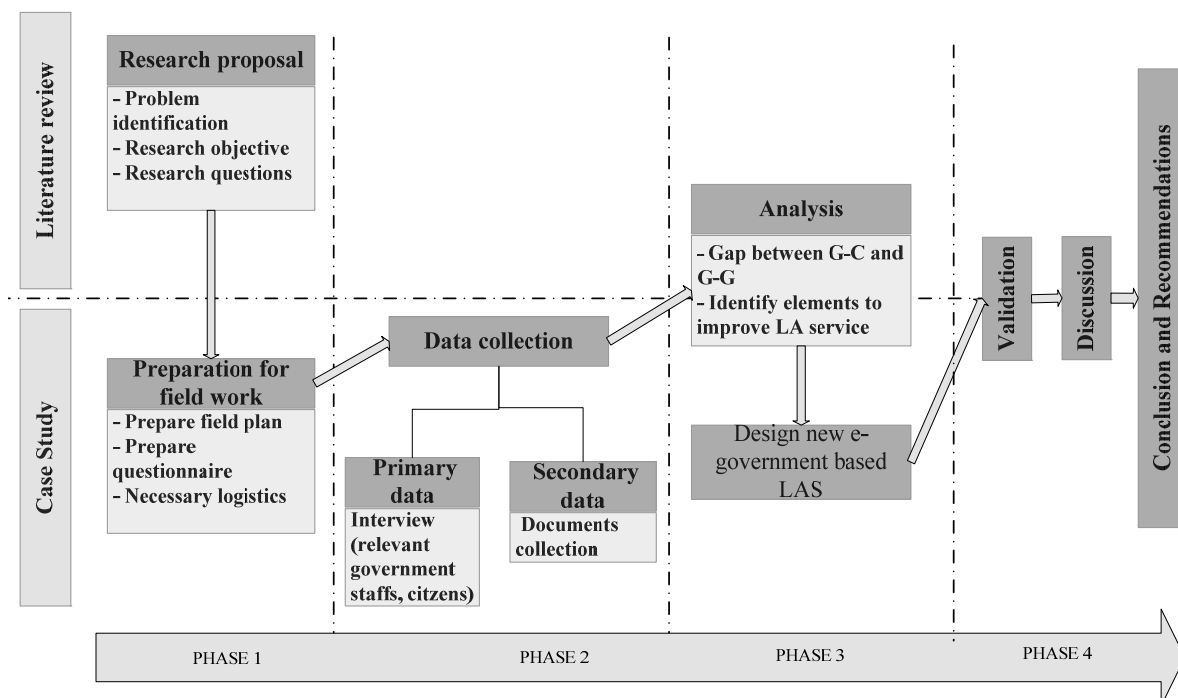 Literature review
Case Study
Research proposal
- Problem
identification
- Research objective
- Research questions
Preparation for
field work
- Prepare field plan
- Prepare
questionnaire
- Necessary logistics
Data collection
Primary
data
Interview
(relevant
government
staffs, citzens)
Secondary
data
Documents
collection
Analysis
- Gap between G-C and
G-G
- Identify elements to
improve LA service
Design new e-
government based
LAS
Validation
Discussion
Conclusion and Recommendations
PHASE 1
PHASE 2
PHASE 3
PHASE 4